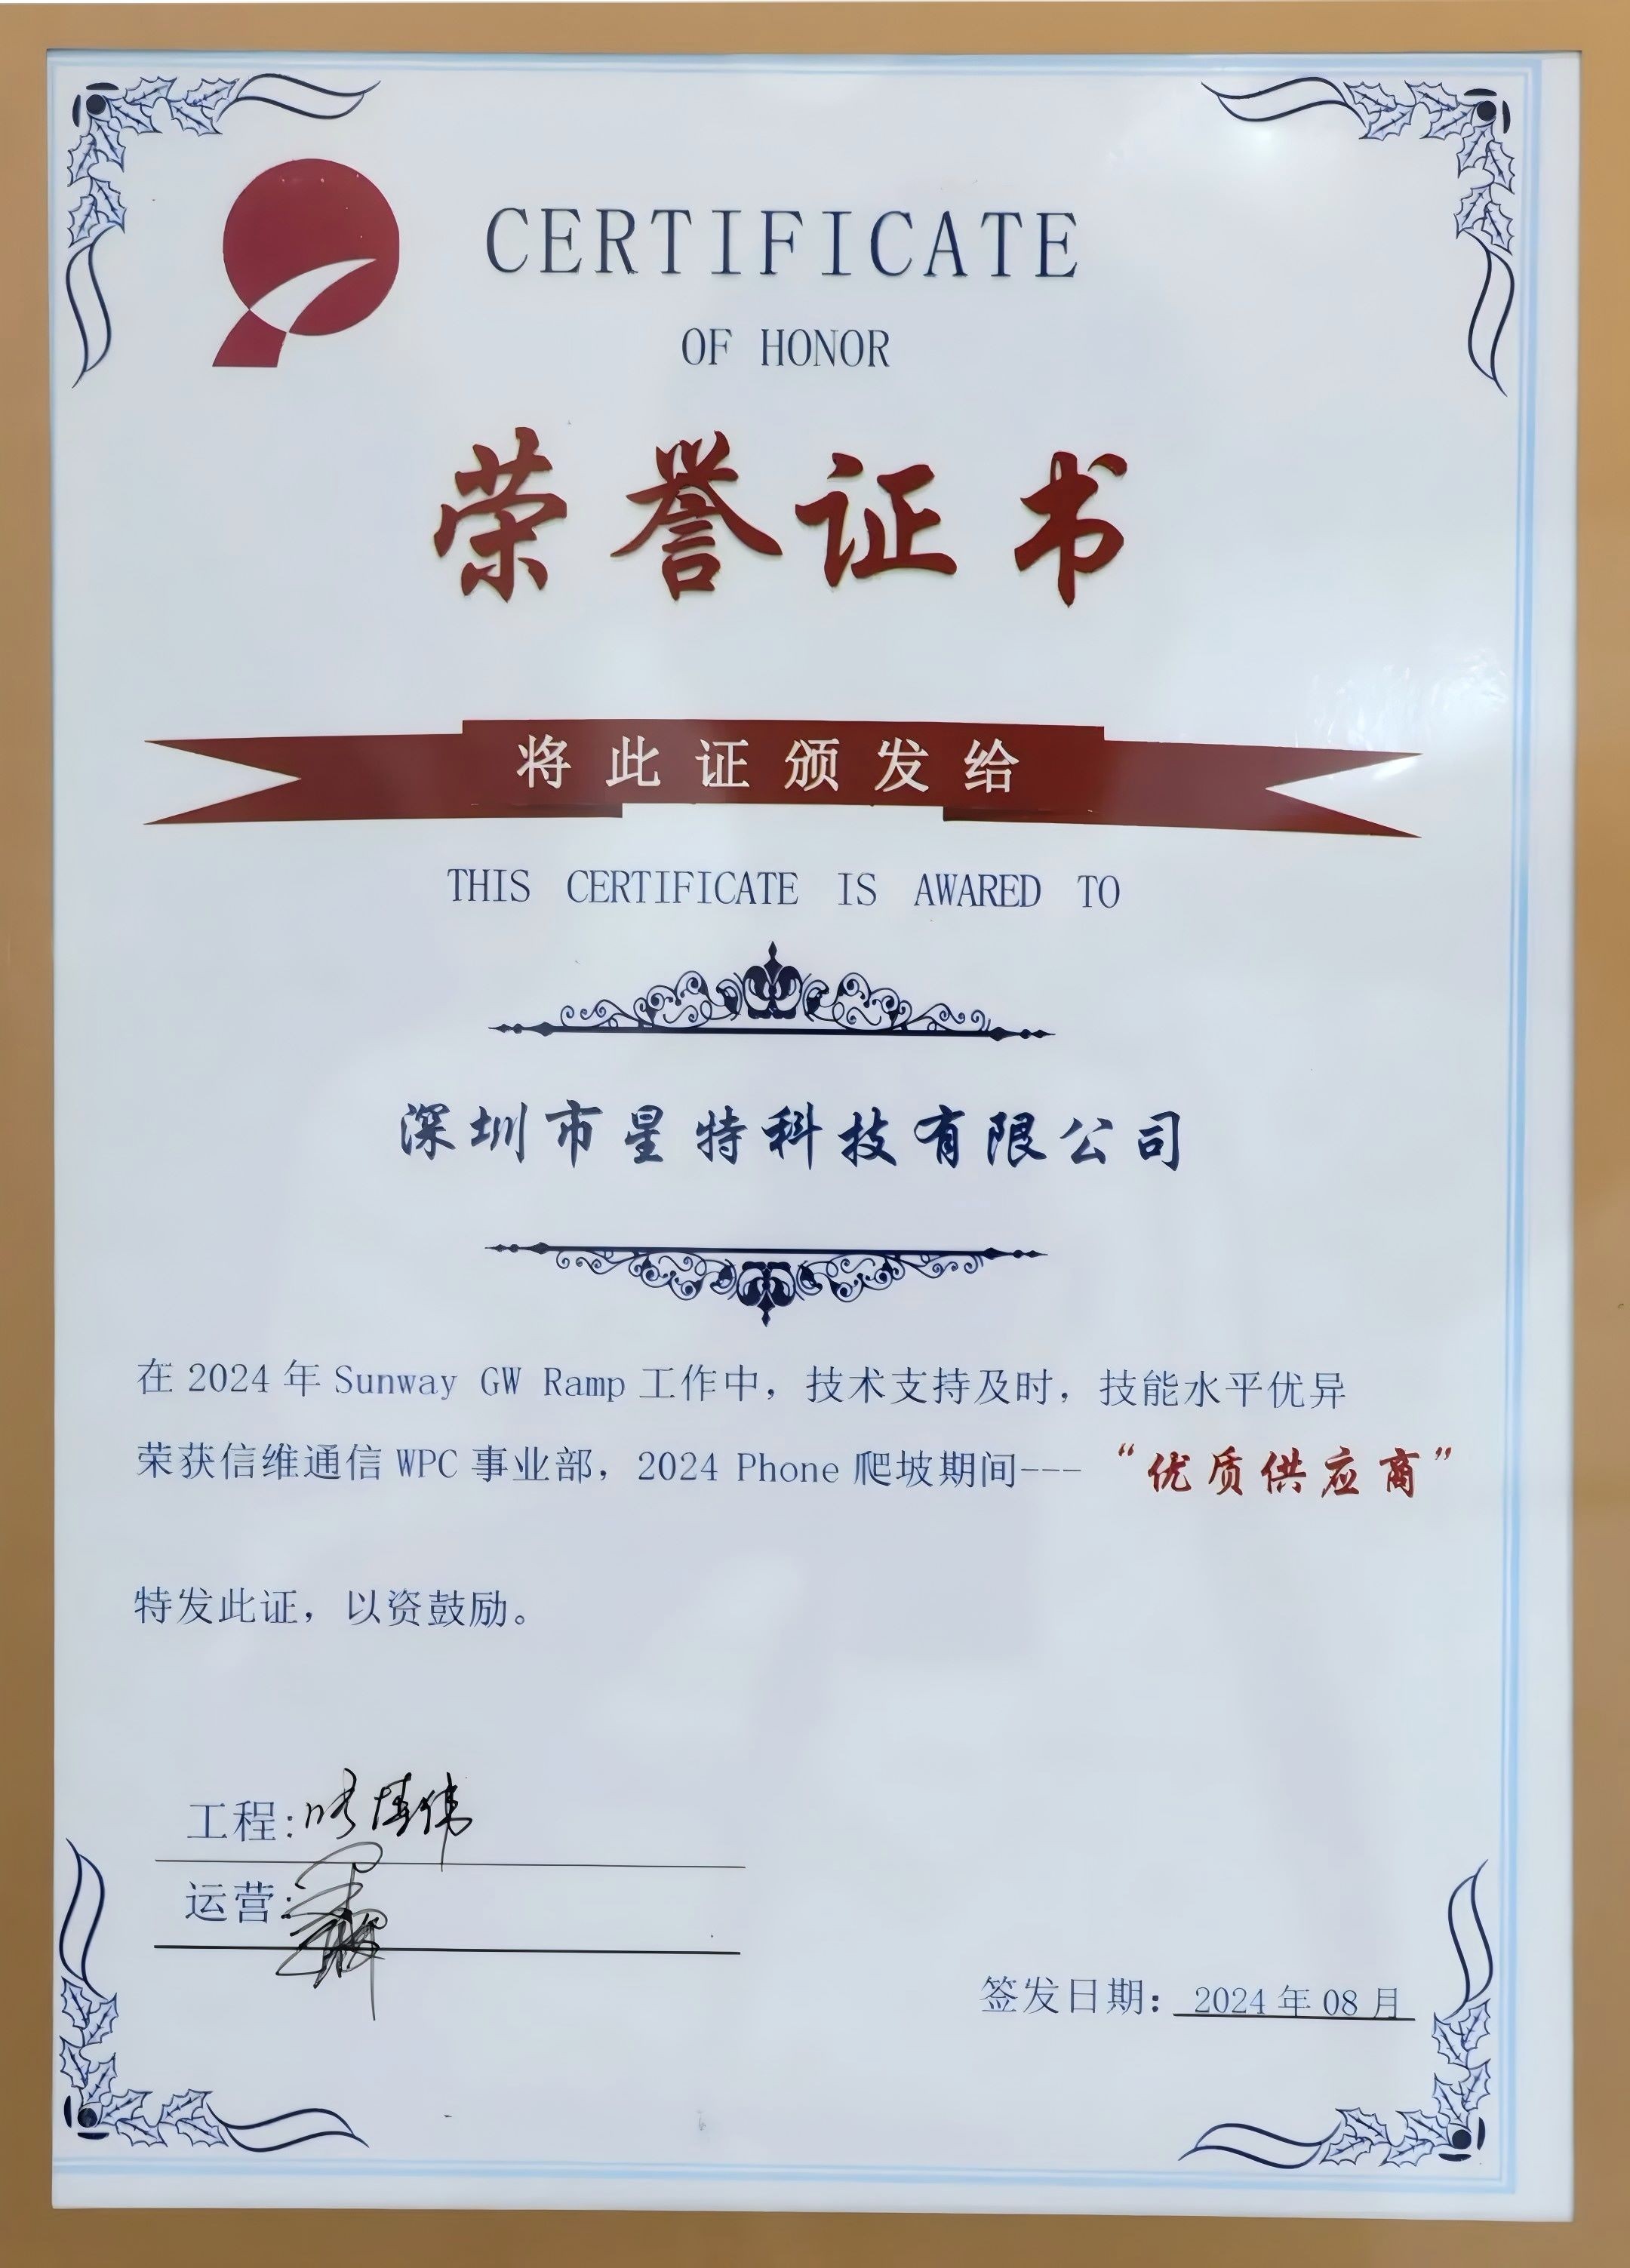 CERTIFICATE
OF HONOR
荣誉证书
将此证颁发给
THIS CERTIFICATE IS AWARED TO
深圳市星特科技有限公司
在 2024 年 Sunway GW Ramp 工作中，技术支持及时，技能水平优异
荣获信维通信 WPC 事业部，2024 Phone 爬坡期间--- “优质供应商”
特发此证，以资鼓励。
工程:
运营:
签发日期: 2024 年 08 月